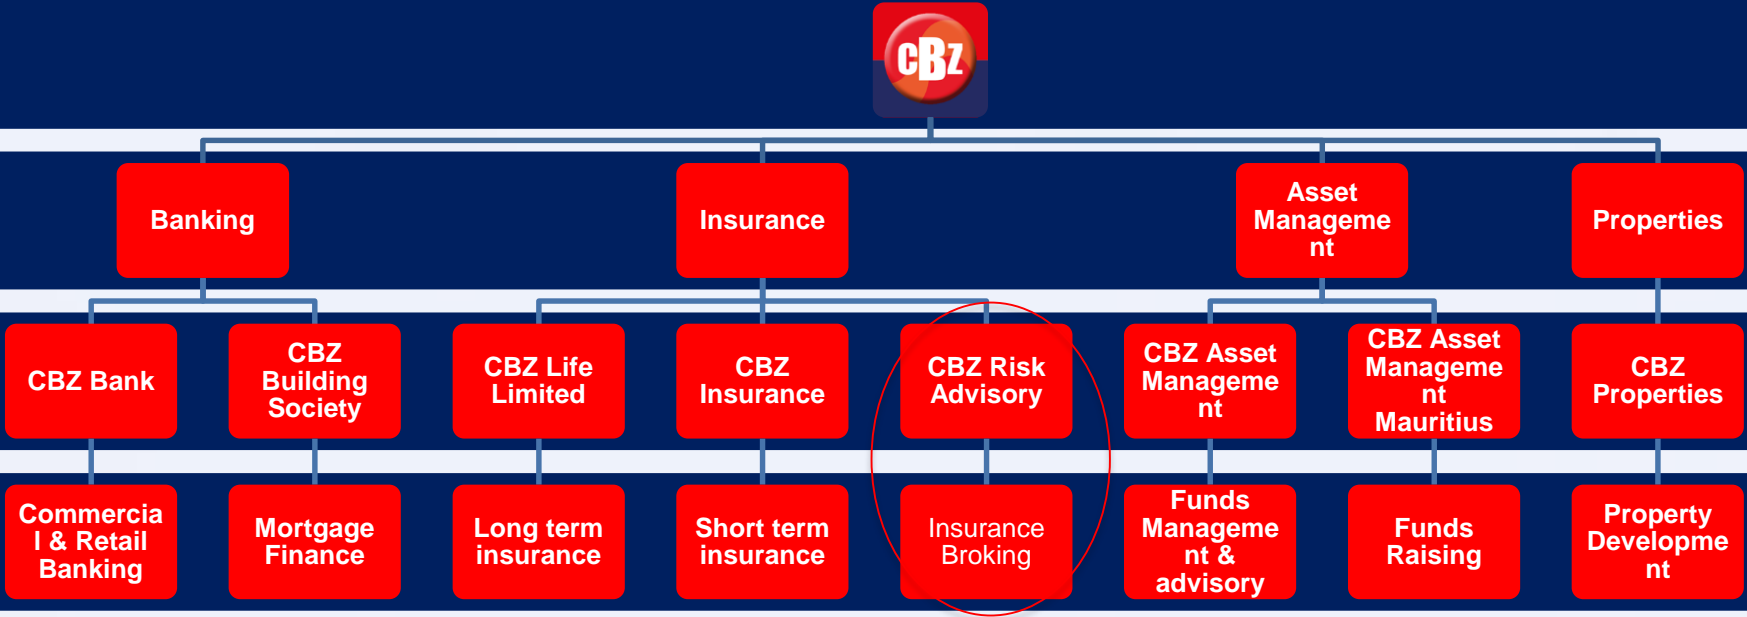 CBZ
Banking
Insurance
Asset
Manageme
nt
Properties
CBZ Bank
CBZ
Building
Society
CBZ Life
Limited
CBZ
Insurance
CBZ Risk
Advisory
CBZ Asset
Manageme
nt
CBZ Asset
Manageme
nt
Mauritius
CBZ
Properties
Commercia
l & Retail
Banking
Mortgage
Finance
Long term
insurance
Short term
insurance
Insurance
Broking
Funds
Manageme
nt &
advisory
Funds
Raising
Property
Developme
nt